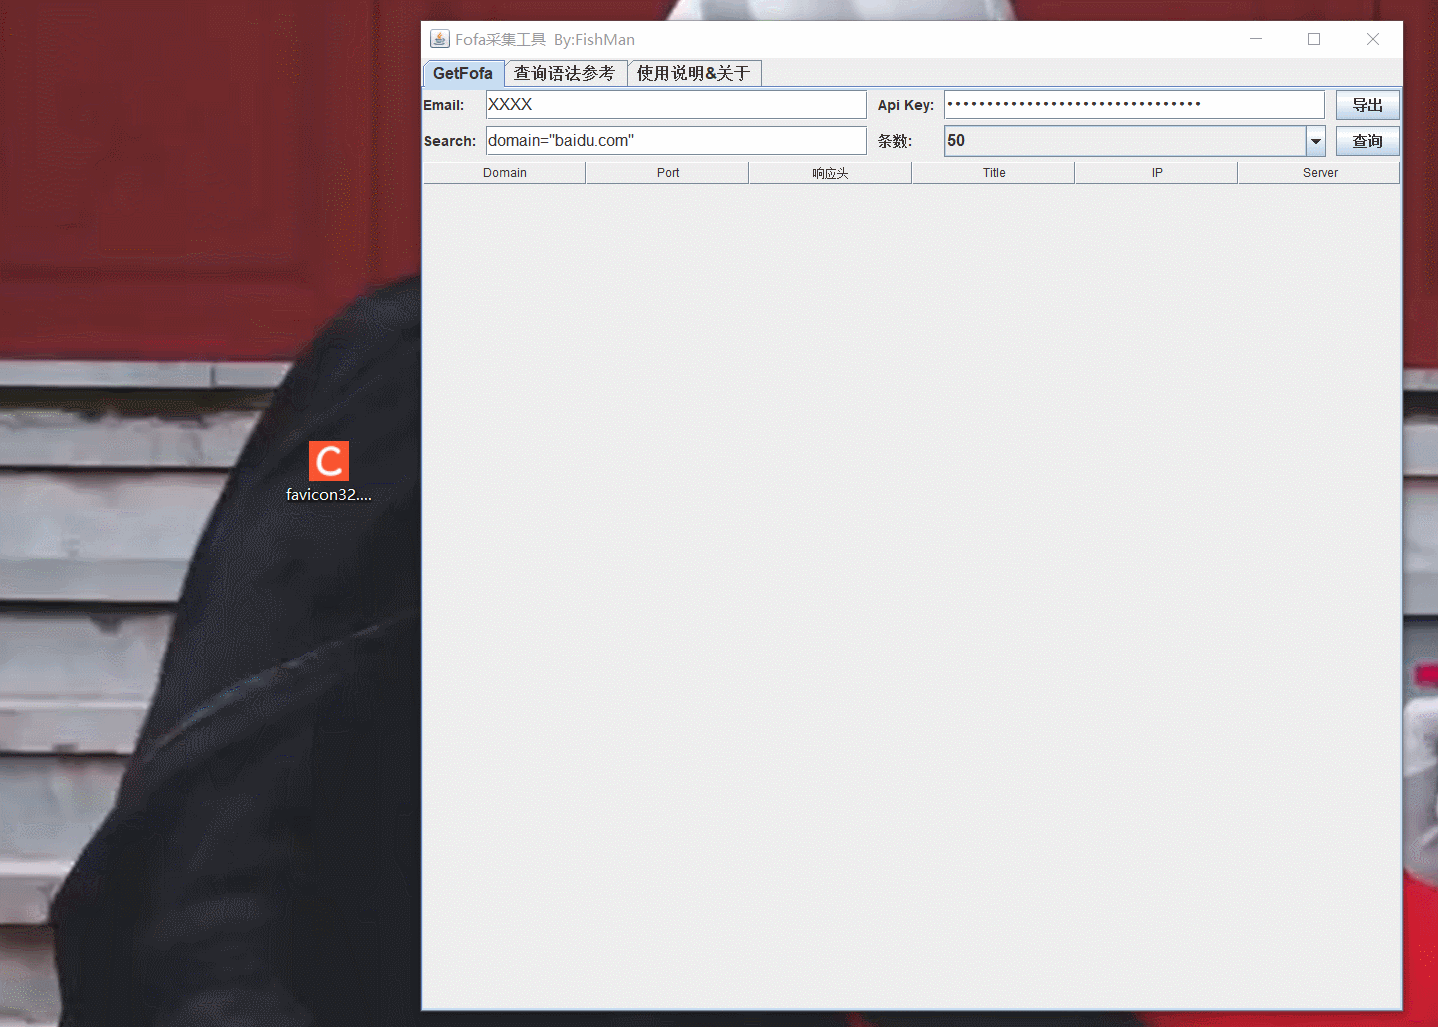 Fofa采集工具 By:FishMan
GetFofa 查询语法参考 使用说明&关于
Email: XXXX Api Key: •••••••••••••••••••••••••••••••• 导出
Search: domain="baidu.com" 条数: 50 查询
Domain Port 响应头 Title IP Server
C
favicon32....